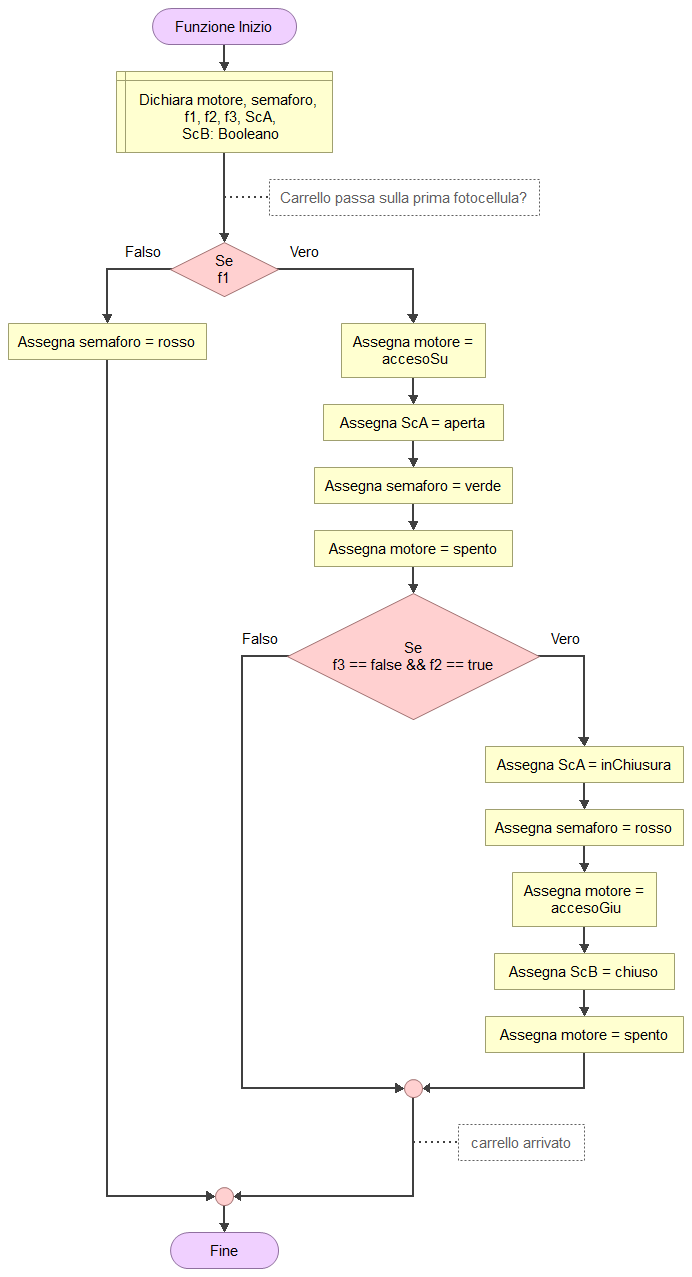 Funzione Inizio
Dichiara motore, semaforo,
f1, f2, f3, ScA,
ScB: Booleano
Carrello passa sulla prima fotocellula?
Falso
Vero
Se
f1
Assegna semaforo = rosso
Assegna motore =
accesoSu
Assegna ScA = aperta
Assegna semaforo = verde
Assegna motore = spento
Falso
Vero
Se
f3 == false && f2 == true
Assegna ScA = inChiusura
Assegna semaforo = rosso
Assegna motore =
accesoGiu
Assegna ScB = chiuso
Assegna motore = spento
carrello arrivato
Fine